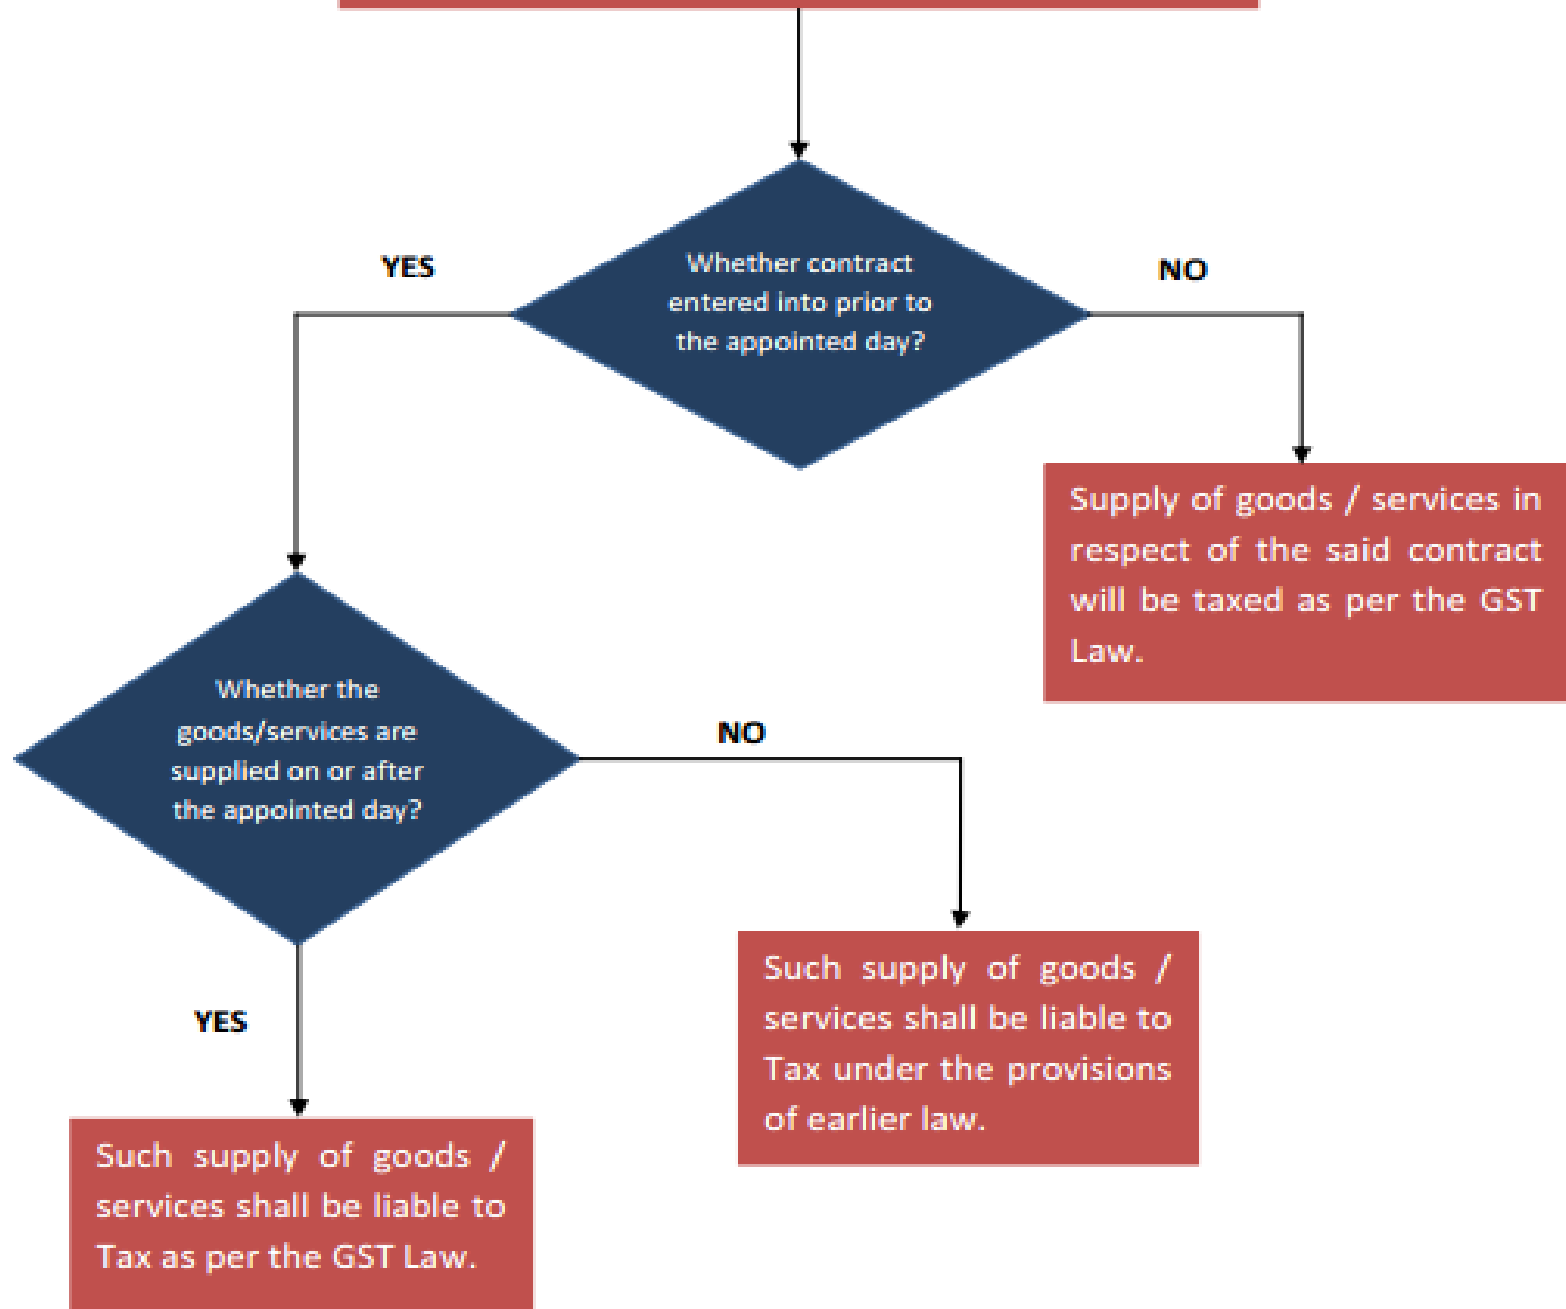 YES
Whether contract
entered into prior to
the appointed day?
NO
Supply of goods / services in
respect of the said contract
will be taxed as per the GST
Law.
Whether the
goods/services are
supplied on or after
the appointed day?
NO
Such supply of goods /
services shall be liable to
Tax under the provisions
of earlier law.
YES
Such supply of goods /
services shall be liable to
Tax as per the GST Law.